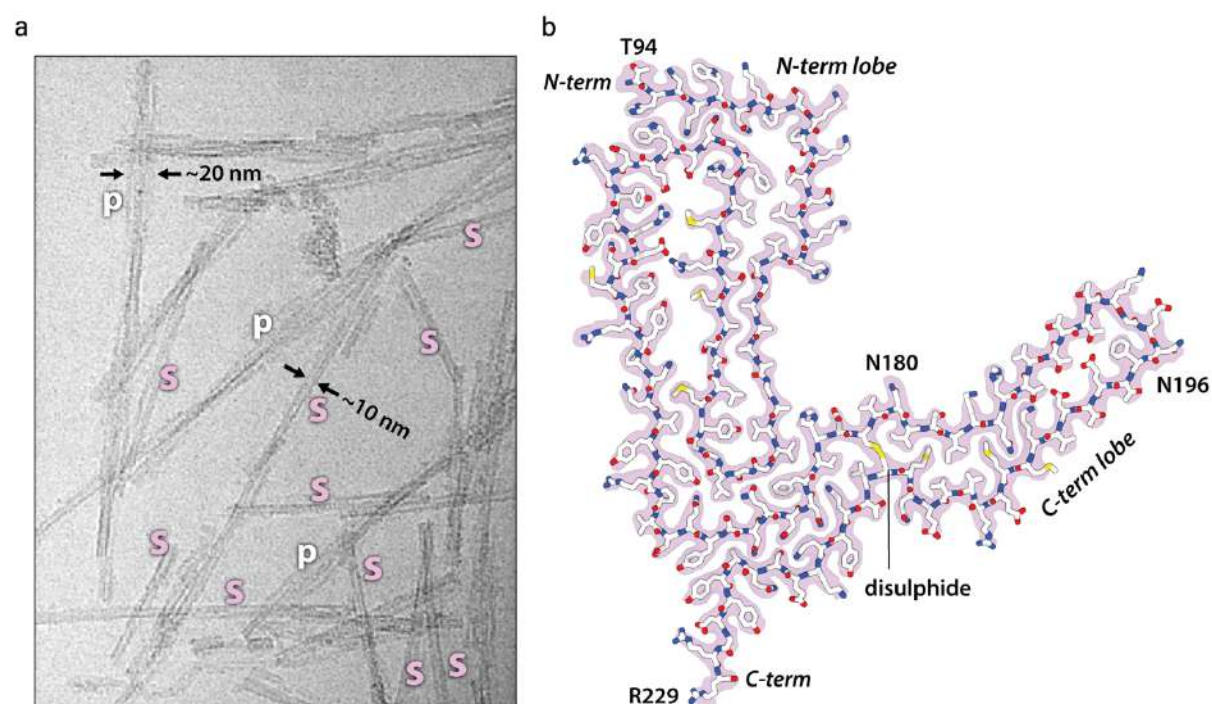 a
~20 nm
p
s
p
s
s
~10 nm
s
s
s
p
s
s
s
s
b
T94
N-term
N-term lobe
N180
N196
C-term lobe
disulphide
C-term
R229